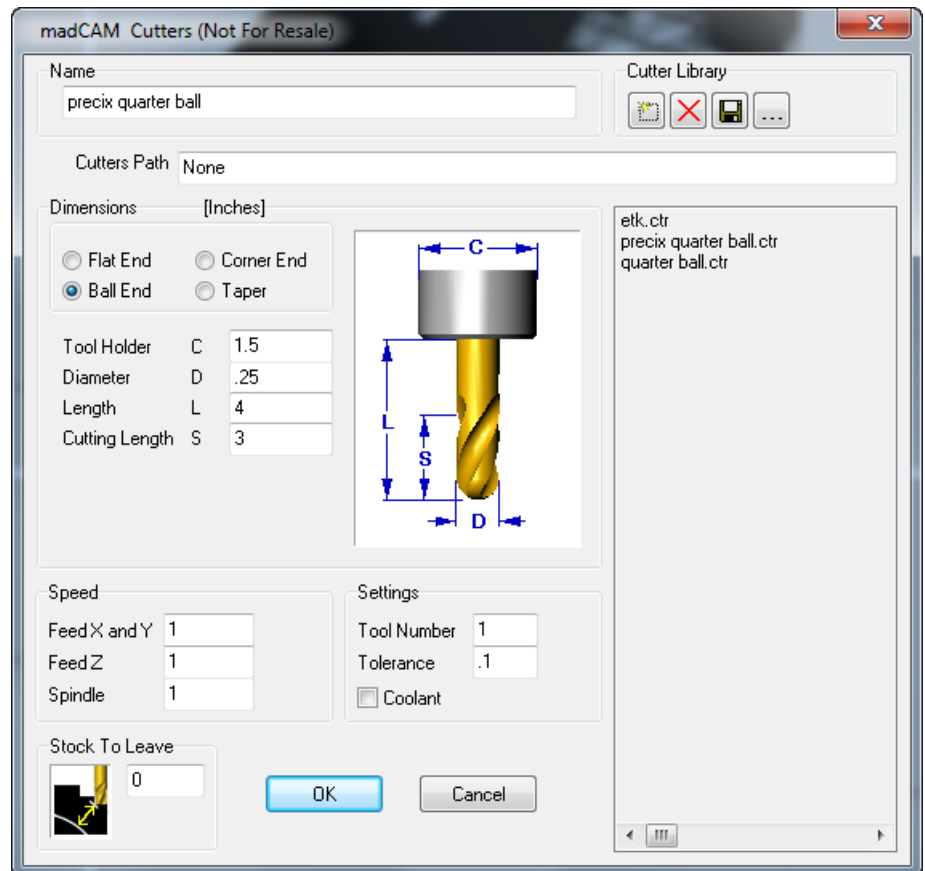 madCAM Cutters (Not For Resale)
Name
precix quarter ball
Cutter Library
...
Cutters Path None
Dimensions [Inches]
Flat End Corner End
Ball End Taper
Tool Holder C 1.5
Diameter D .25
Length L 4
Cutting Length S 3
C
L
S
D
etk.ctr
precix quarter ball.ctr
quarter ball.ctr
Speed
Feed X and Y 1
Feed Z 1
Spindle 1
Settings
Tool Number 1
Tolerance .1
Coolant
Stock To Leave
0
OK
Cancel